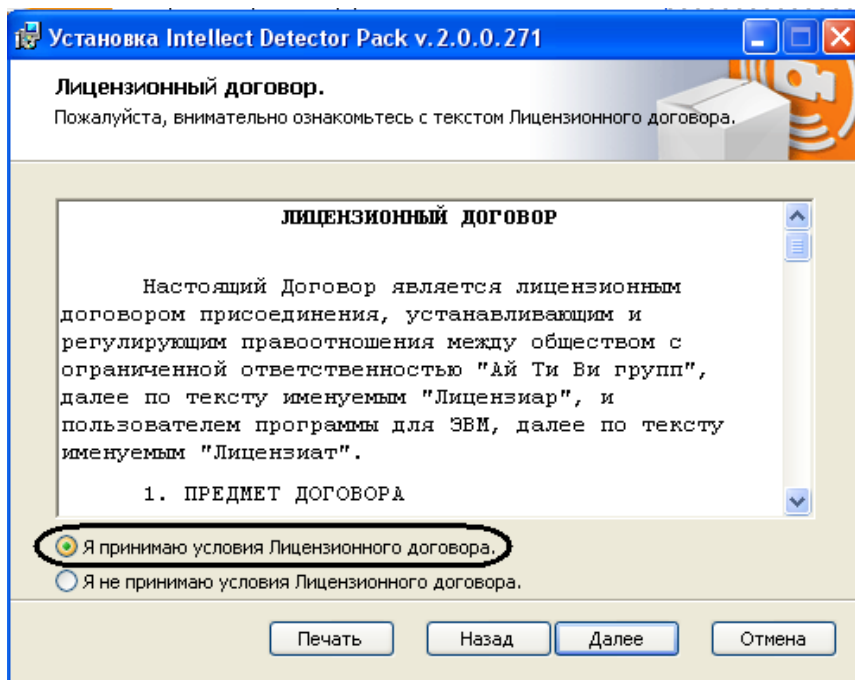 Установка Intellect Detector Pack v.2.0.0.271
Лицензионный договор.
Пожалуйста, внимательно ознакомьтесь с текстом Лицензионного договора.
ЛИЦЕНЗИОННЫЙ ДОГОВОР
Настоящий Договор является лицензионным
договором присоединения, устанавливающим и
регулирующим правоотношения между обществом с
ограниченной ответственностью "Ай Ти Ви групп",
далее по тексту именуемым "Лицензиар", и
пользователем программы для ЭВМ, далее по тексту
именуемым "Лицензиат".
1. ПРЕДМЕТ ДОГОВОРА
Я принимаю условия Лицензионного договора.
Я не принимаю условия Лицензионного договора.
Печать Назад Далее Отмена